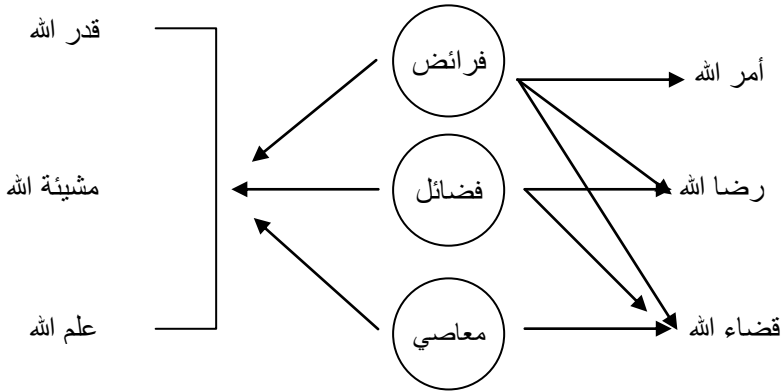 أمر الله
رضا الله
قضاء الله
فرائض
فضائل
معاصي
قدر الله
مشيئة الله
علم الله